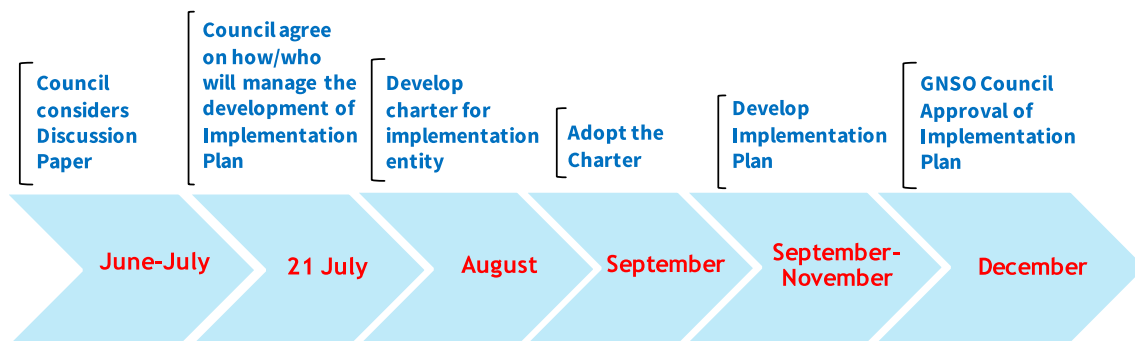 Council
considers
Discussion
Paper
Council agree
on how/who
will manage the
development of
Implementation
Plan
Develop
charter for
implementation
entity
Adopt the
Charter
Develop
Implementation
Plan
GNSO Council
Approval of
Implementation
Plan
June-July
21 July
August
September
September-
November
December